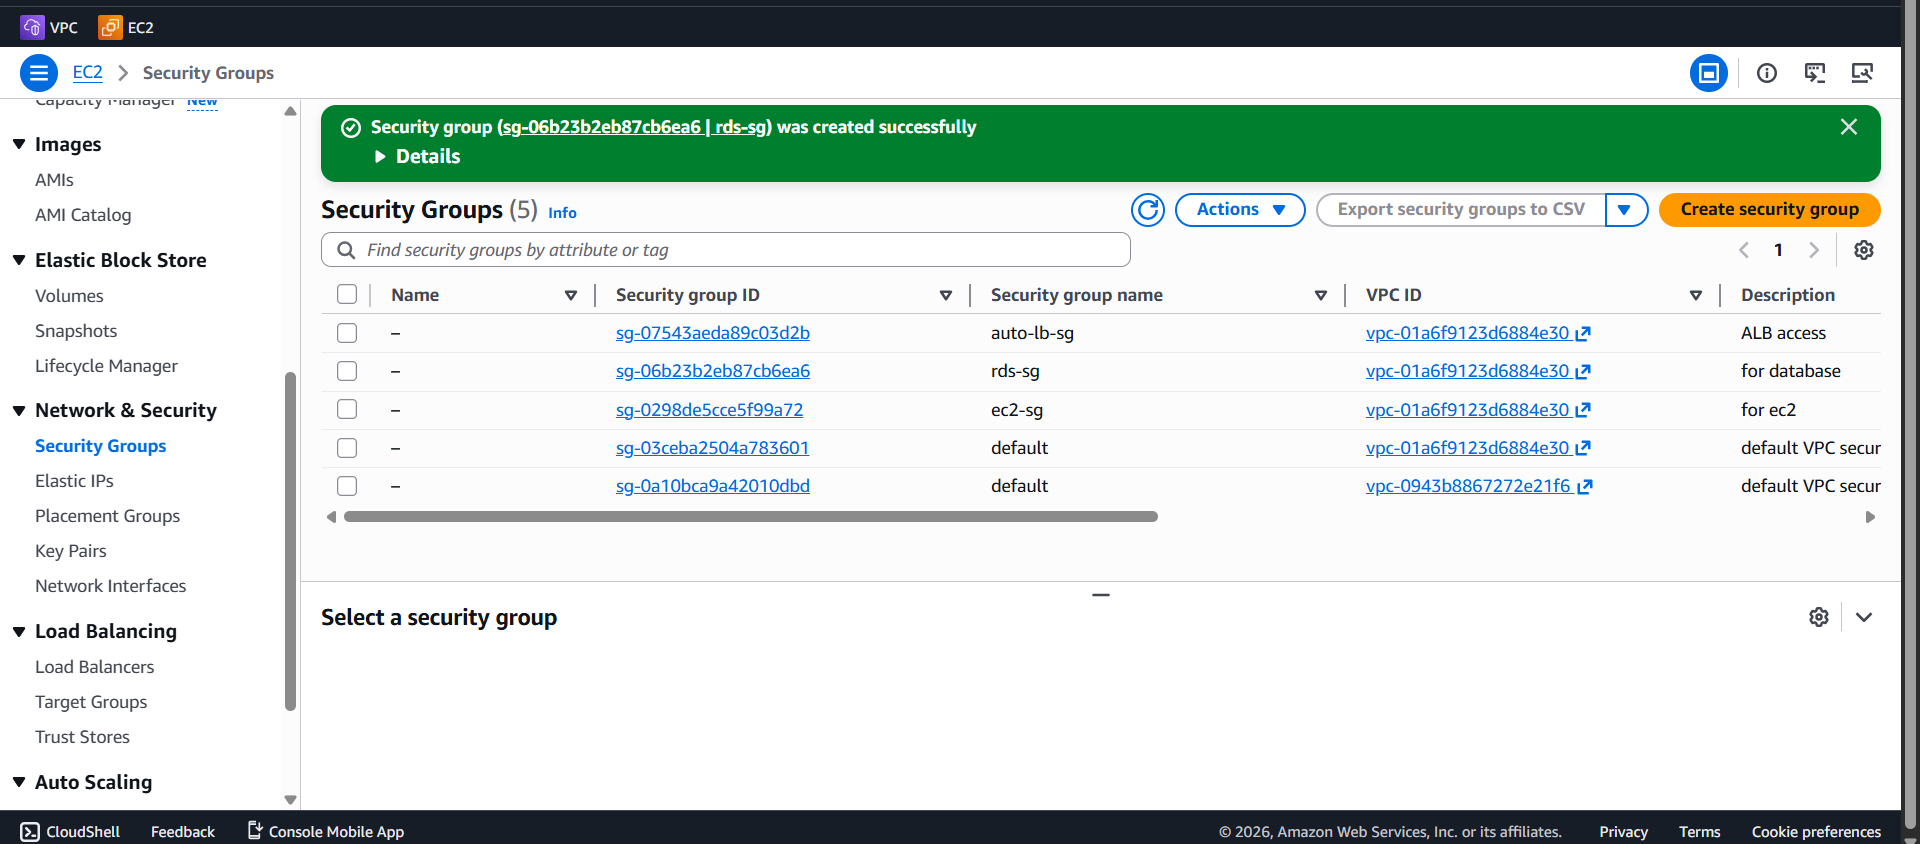 VPC EC2
EC2 Security Groups
Capacity Manager New
Images
AMIs
AMI Catalog
Elastic Block Store
Volumes
Snapshots
Lifecycle Manager
Network & Security
Security Groups
Elastic IPs
Placement Groups
Key Pairs
Network Interfaces
Load Balancing
Load Balancers
Target Groups
Trust Stores
Auto Scaling
Security group (sg-06b23b2eb87cb6ea6 | rds-sg) was created successfully
Details
Security Groups (5) Info
Actions
Export security groups to CSV
Create security group
Find security groups by attribute or tag
1
Name Security group ID Security group name VPC ID Description
– sg-07543aeda89c03d2b auto-lb-sg vpc-01a6f9123d6884e30 ALB access
– sg-06b23b2eb87cb6ea6 rds-sg vpc-01a6f9123d6884e30 for database
– sg-0298de5cce5f99a72 ec2-sg vpc-01a6f9123d6884e30 for ec2
– sg-03ceba2504a783601 default vpc-01a6f9123d6884e30 default VPC secur
– sg-0a10bca9a42010dbd default vpc-0943b8867272e21f6 default VPC secur
Select a security group
CloudShell Feedback Console Mobile App © 2026, Amazon Web Services, Inc. or its affiliates. Privacy Terms Cookie preferences